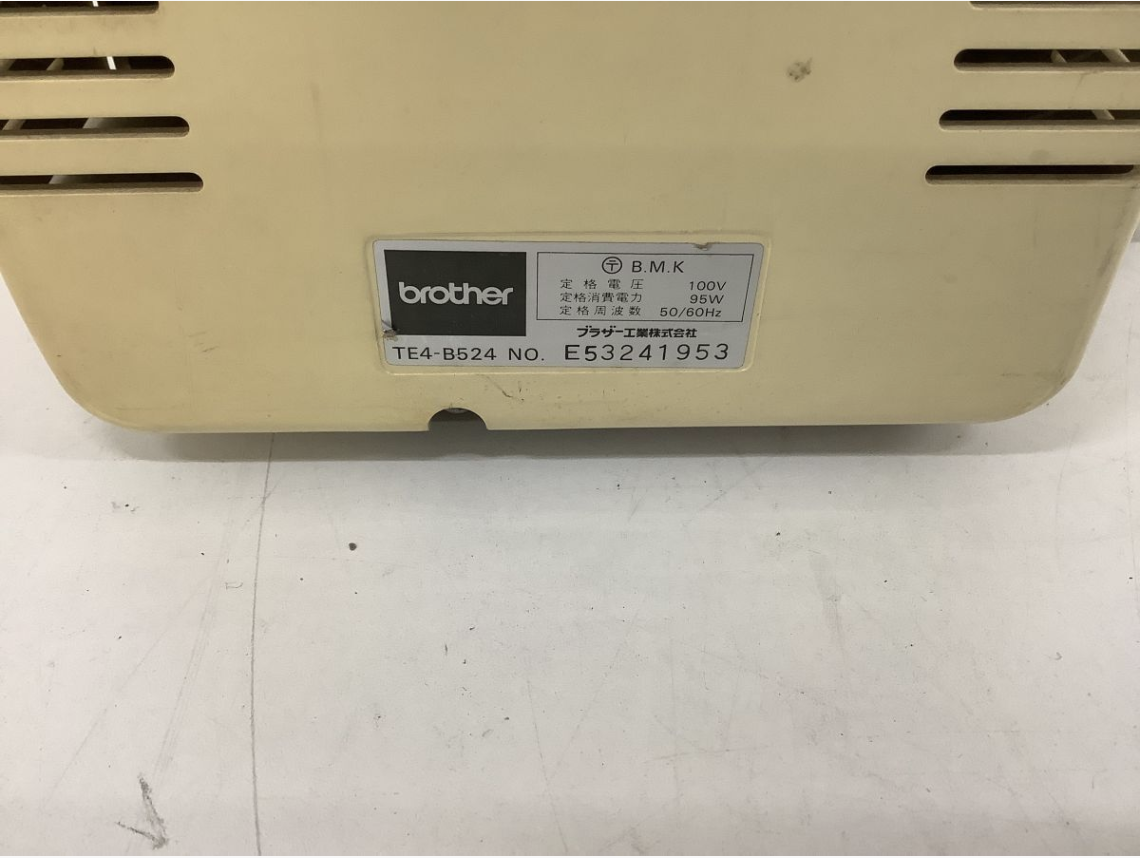 brother
〒 B.M.K
定格電圧 100V
定格消費電力 95W
定格周波数 50/60Hz
ブラザー工業株式会社
TE4-B524 NO. E53241953